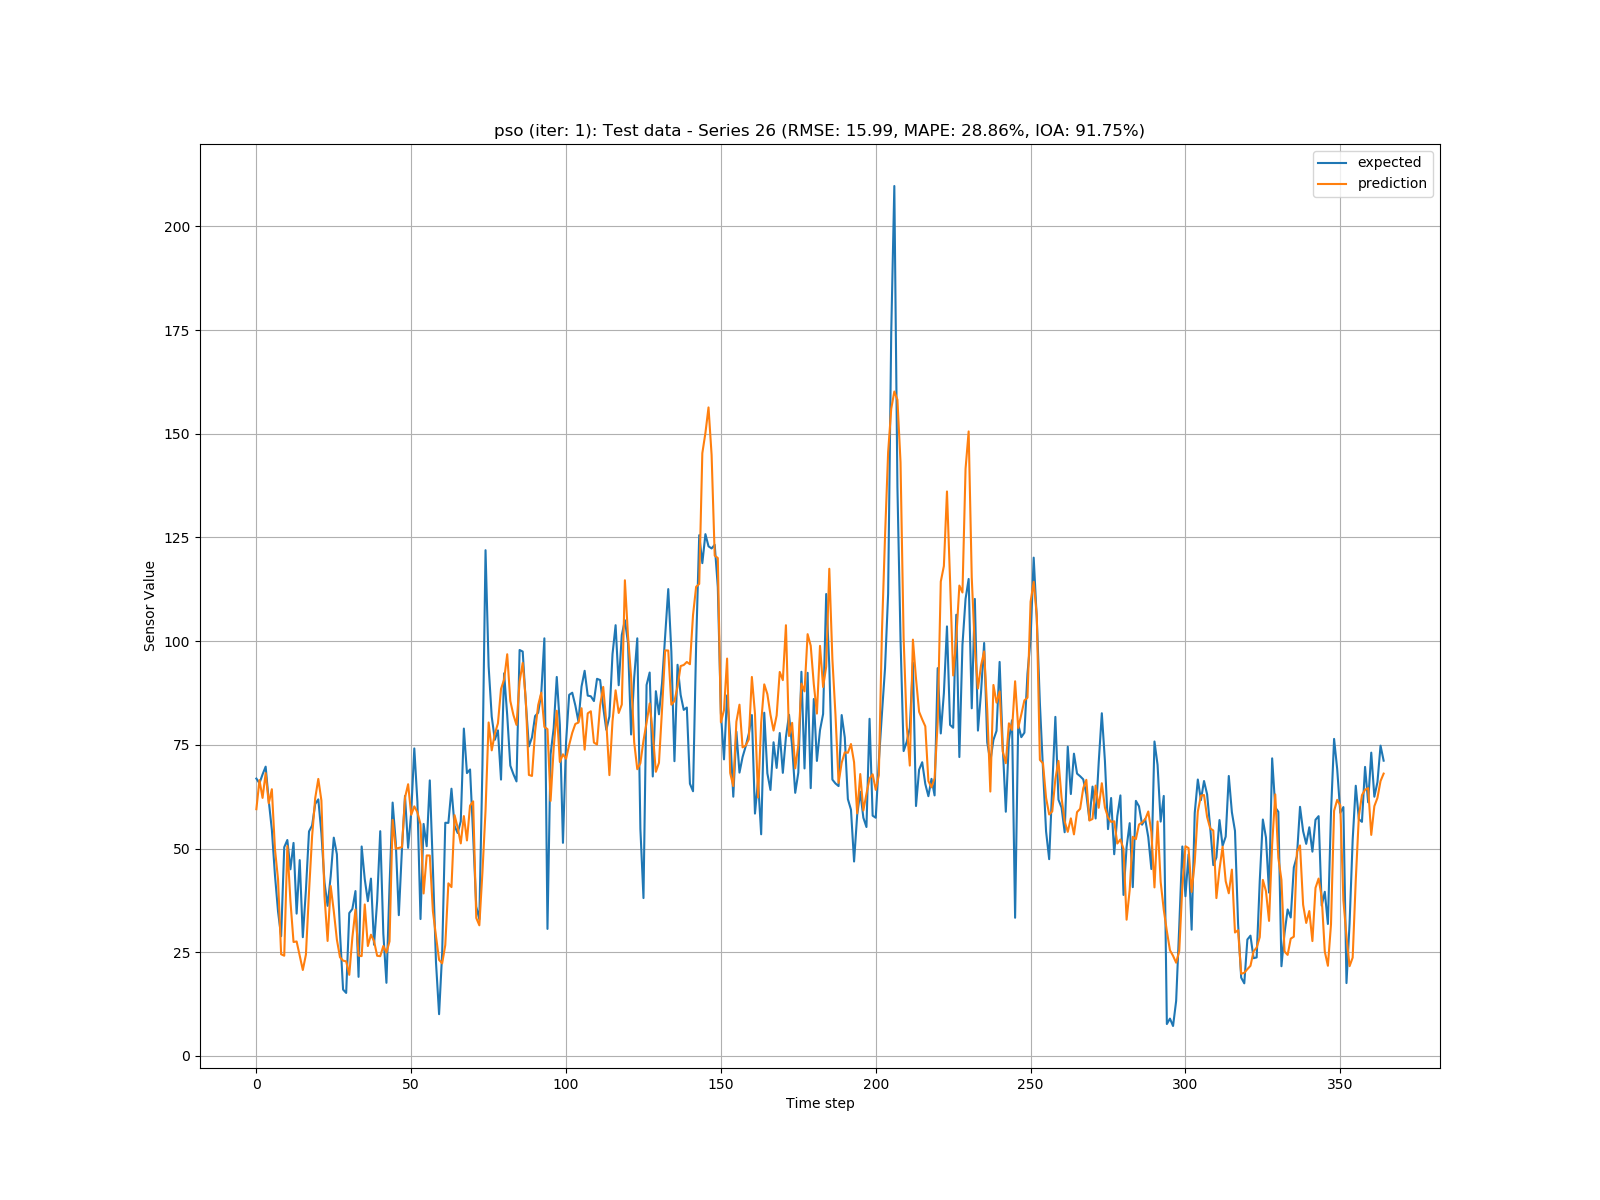 pso (iter: 1): Test data - Series 26 (RMSE: 15.99, MAPE: 28.86%, IOA: 91.75%)
expected
prediction
200
175
150
125
100
75
50
25
0
Sensor Value
0 50 100 150 200 250 300 350
Time step